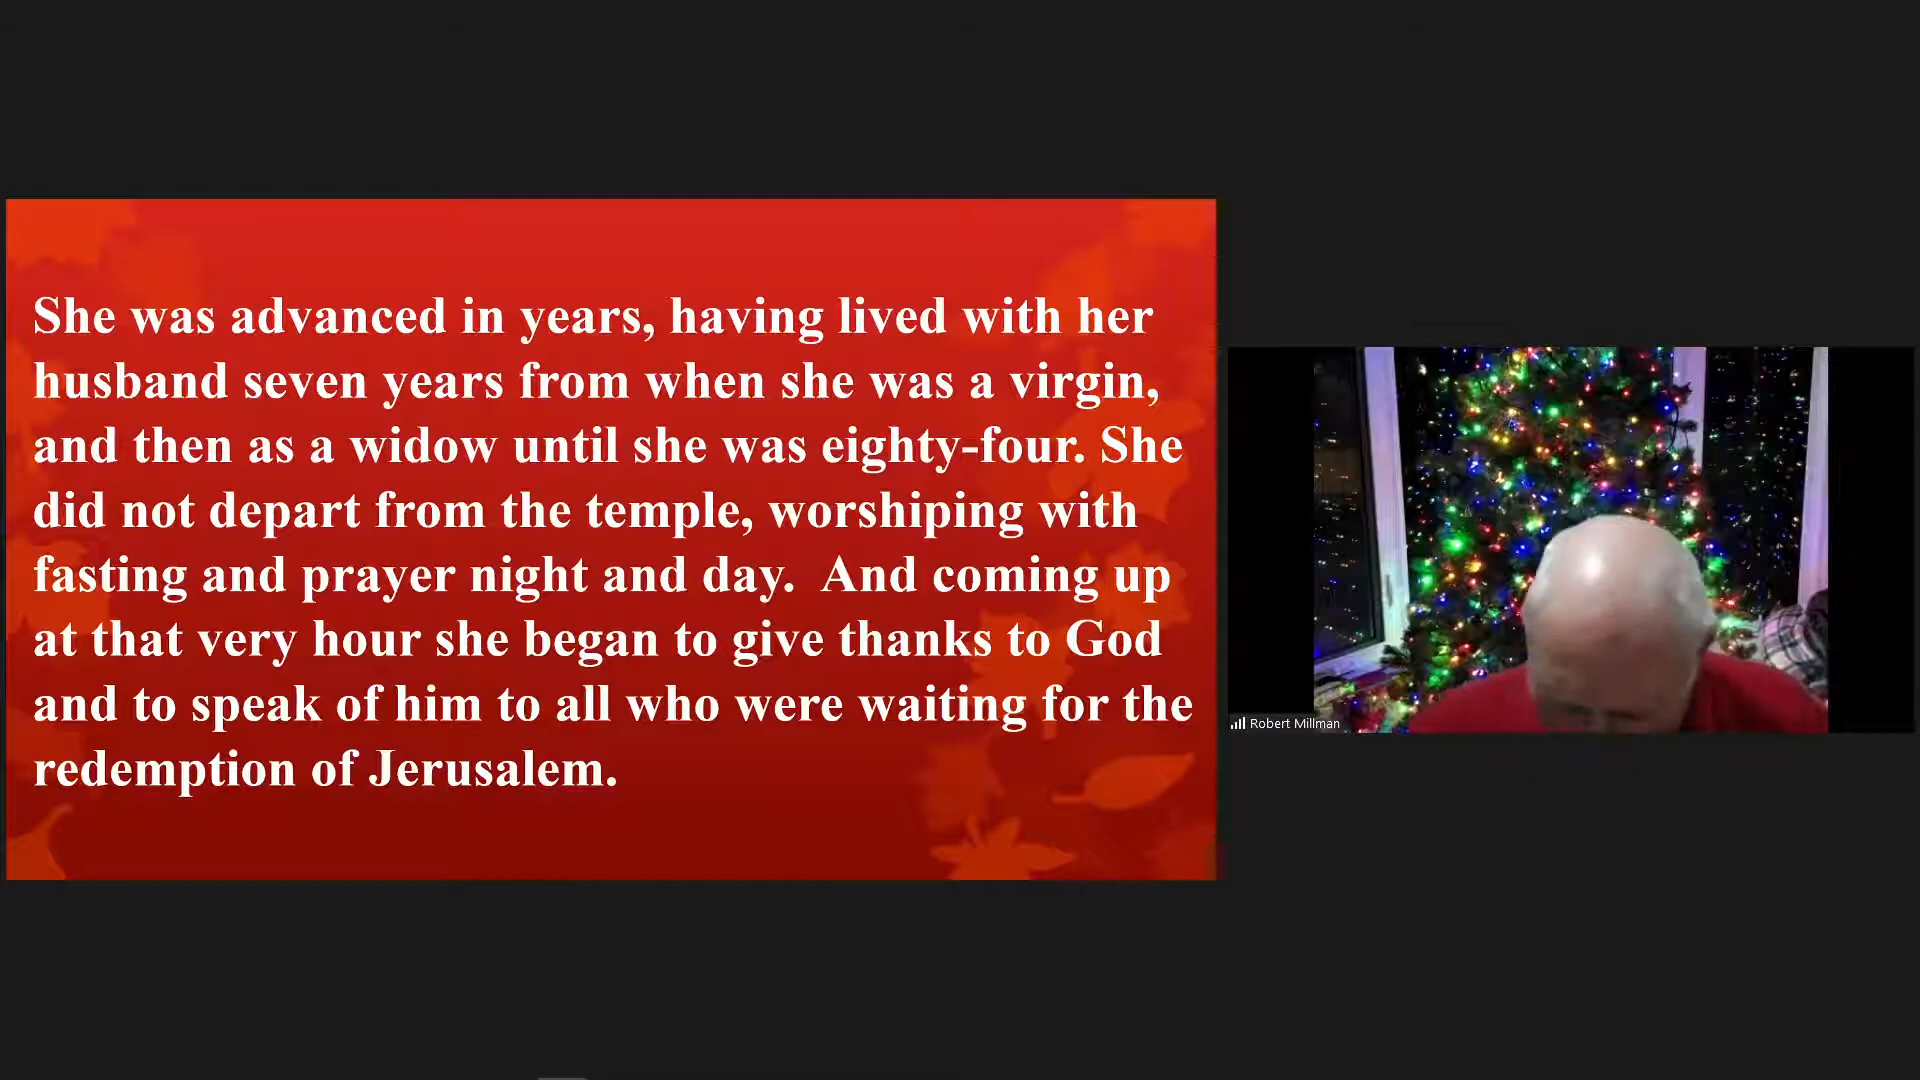 She was advanced in years, having lived with her
husband seven years from when she was a virgin,
and then as a widow until she was eighty-four. She
did not depart from the temple, worshiping with
fasting and prayer night and day.  And coming up
at that very hour she began to give thanks to God
and to speak of him to all who were waiting for the
redemption of Jerusalem.
Robert Millman